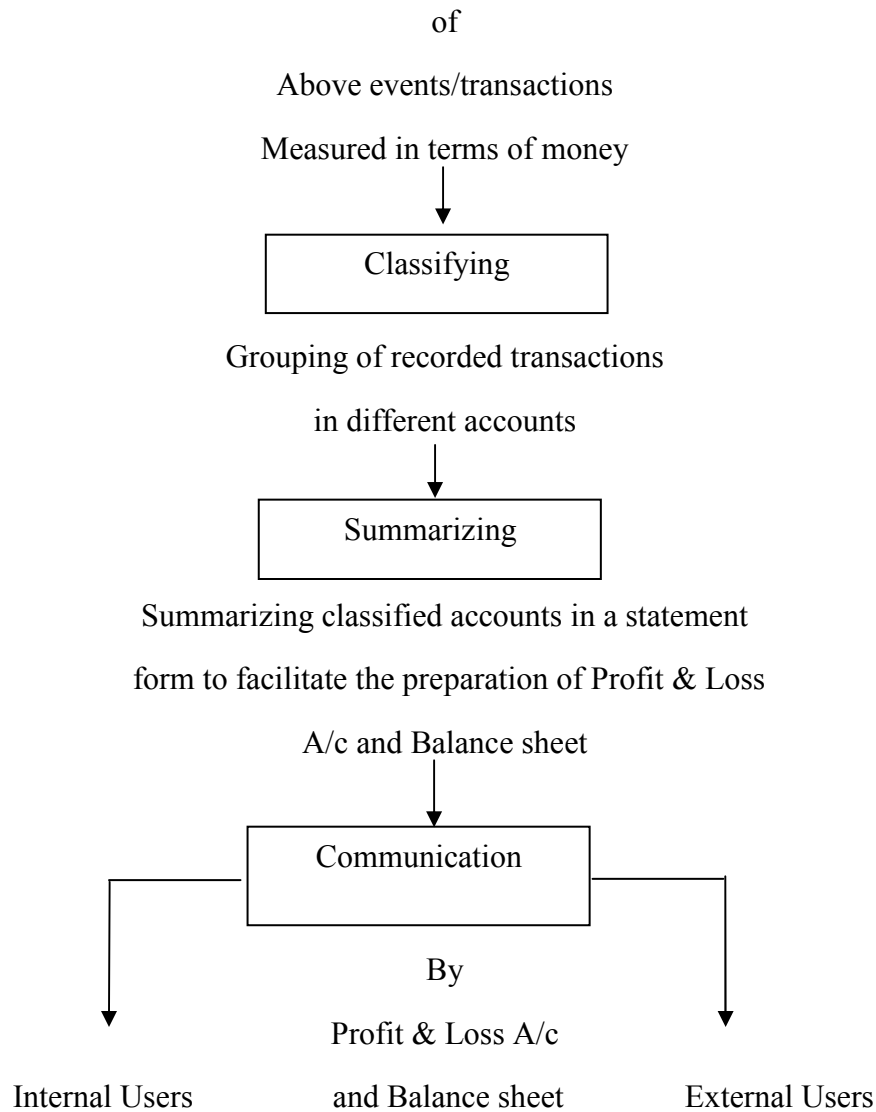 of
Above events/transactions
Measured in terms of money
Classifying
Grouping of recorded transactions
in different accounts
Summarizing
Summarizing classified accounts in a statement
form to facilitate the preparation of Profit & Loss
A/c and Balance sheet
Communication
By
Profit & Loss A/c
Internal Users and Balance sheet External Users